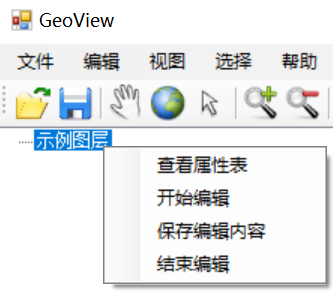 GeoView
文件 编辑 视图 选择 帮助
示例图层
查看属性表
开始编辑
保存编辑内容
结束编辑